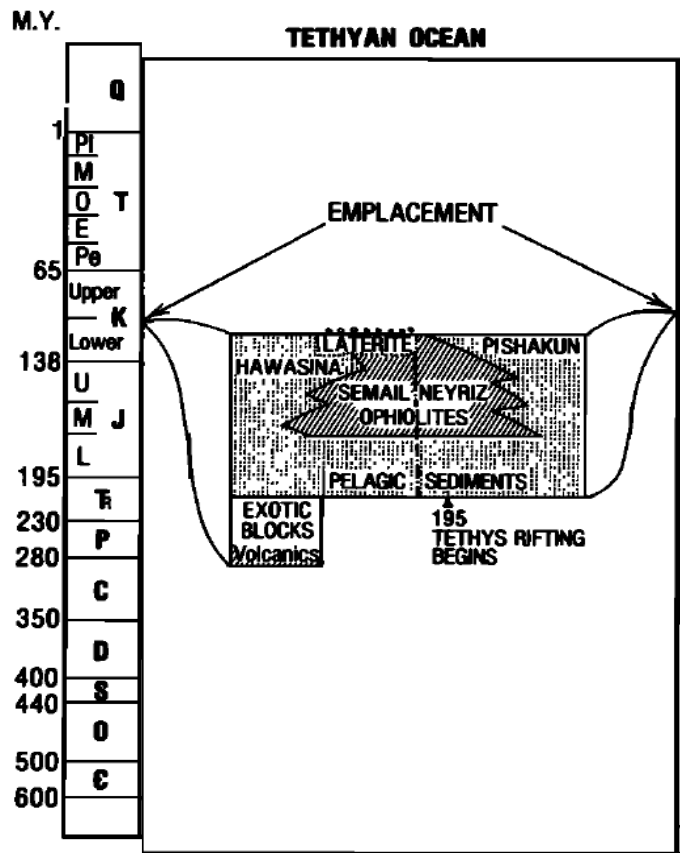 M.Y.
TETHYAN OCEAN
Q
1
Pl
M
O
T
E
Pe
EMPLACEMENT
65
Upper
K
Lower
LATERITE
PISHAKUN
138
HAWASINA
U
SEMAIL NEYRIZ
M
J
OPHIOLITES
L
195
PELAGIC SEDIMENTS
TR
EXOTIC
BLOCKS
Volcanics
195
TETHYS RIFTING
BEGINS
230
P
280
C
350
D
400
S
440
O
500
Є
600